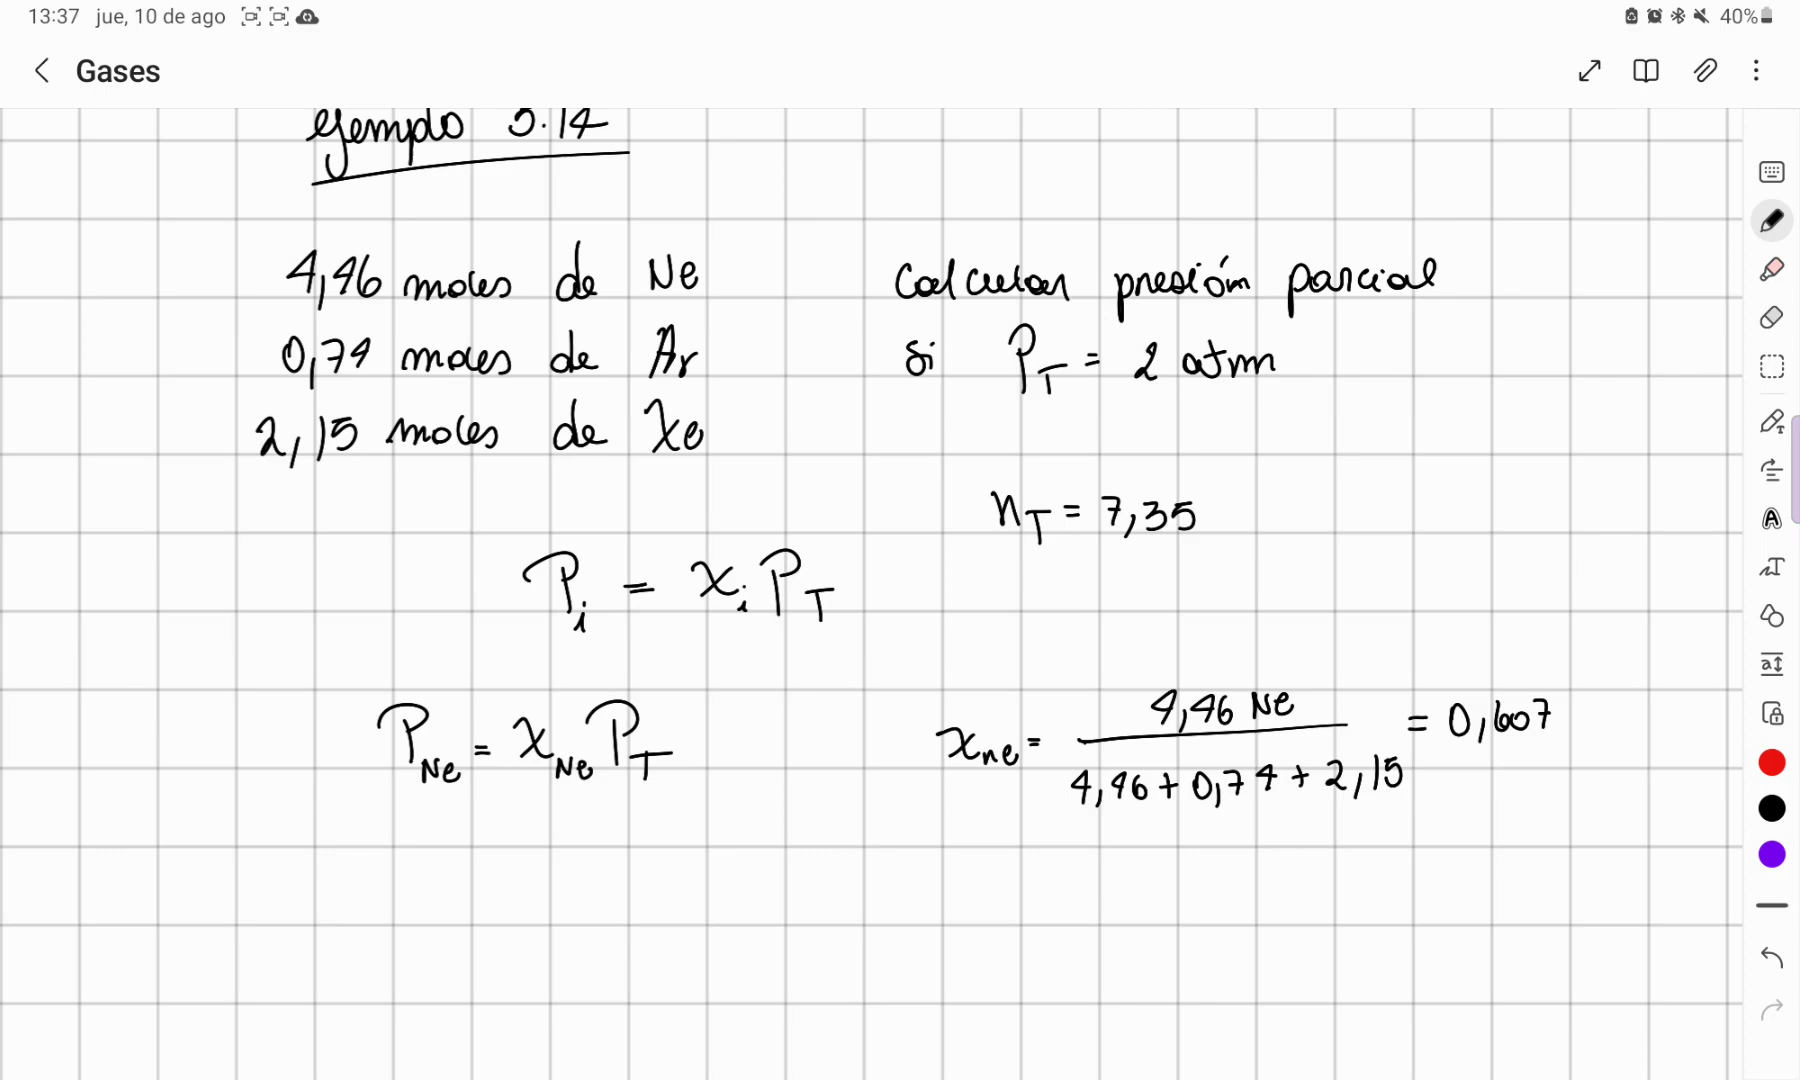 13:37 jue, 10 de ago
40%
Gases
ejemplo 5.14
4,46 moles de Ne
0,74 moles de Ar
2,15 moles de Xe
Calcular presión parcial
si P_T = 2 atm
n_T = 7,35
P_i = x_i P_T
P_Ne = x_Ne P_T
x_ne = 4,46 Ne / 4,46 + 0,74 + 2,15 = 0,607